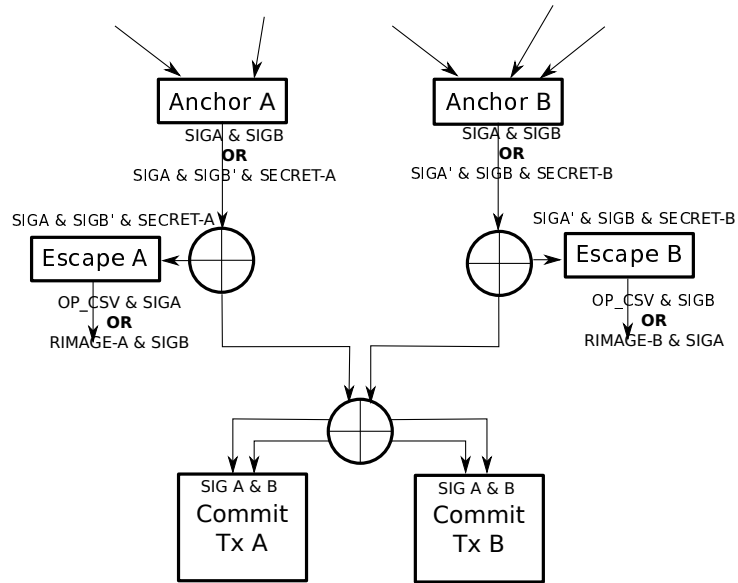 Anchor A
SIGA & SIGB
OR
SIGA & SIGB' & SECRET-A
Anchor B
SIGA & SIGB
OR
SIGA' & SIGB & SECRET-B
SIGA & SIGB' & SECRET-A
Escape A
OP_CSV & SIGA
OR
RIMAGE-A & SIGB
SIGA' & SIGB & SECRET-B
Escape B
OP_CSV & SIGB
OR
RIMAGE-B & SIGA
SIG A & B
Commit
Tx A
SIG A & B
Commit
Tx B